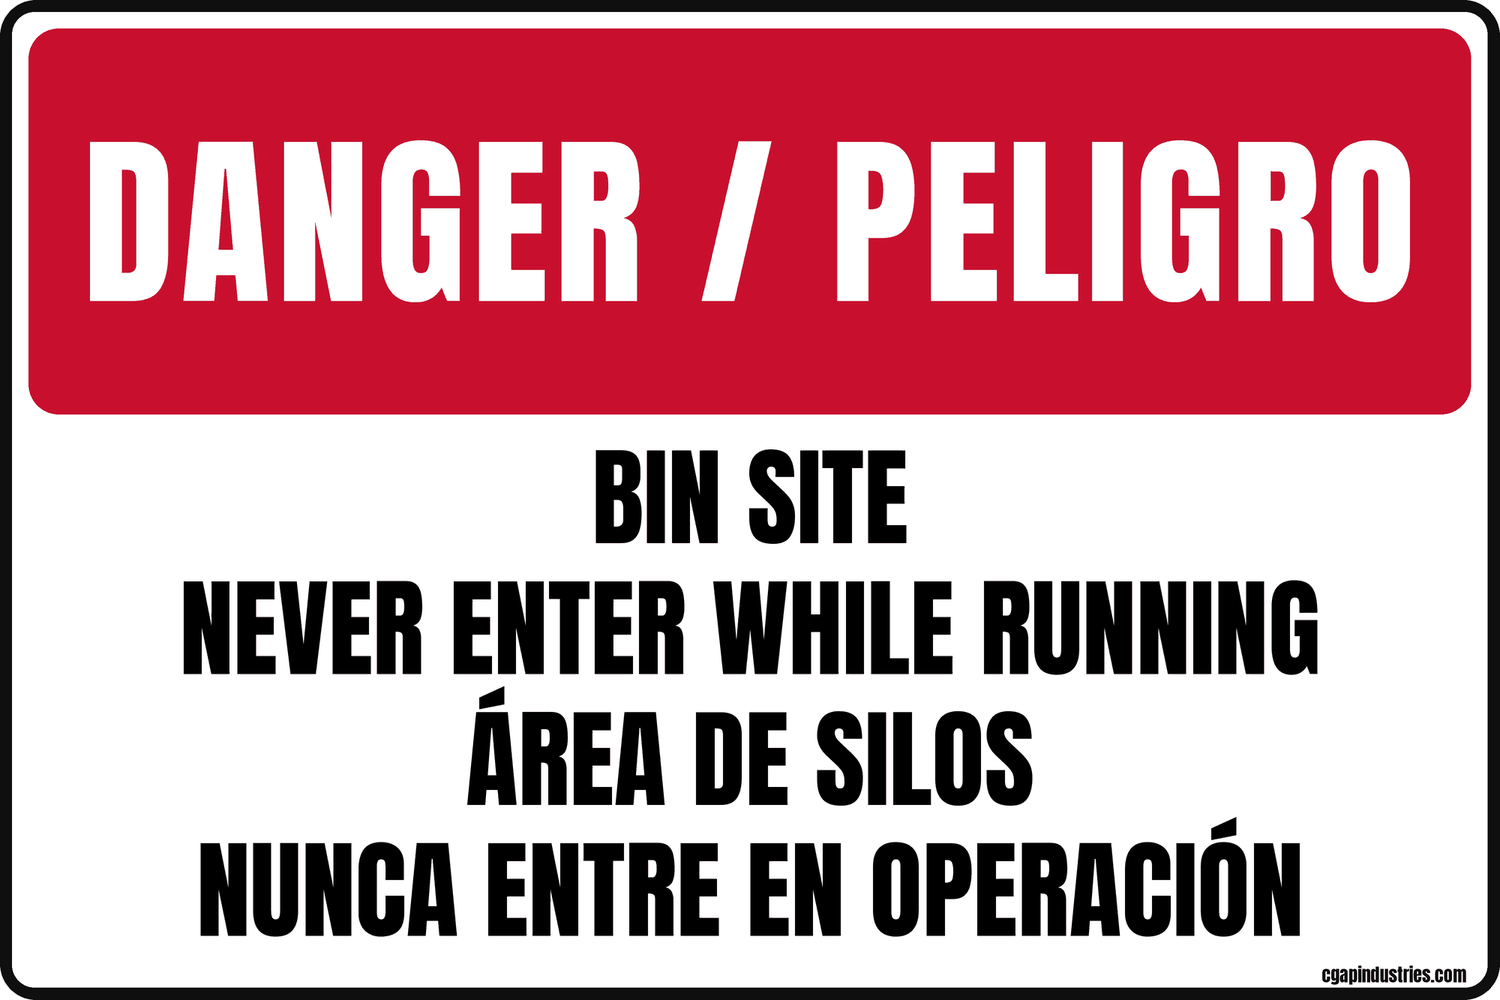 DANGER / PELIGRO
BIN SITE
NEVER ENTER WHILE RUNNING
ÁREA DE SILOS
NUNCA ENTRE EN OPERACIÓN
cgapindustries.com